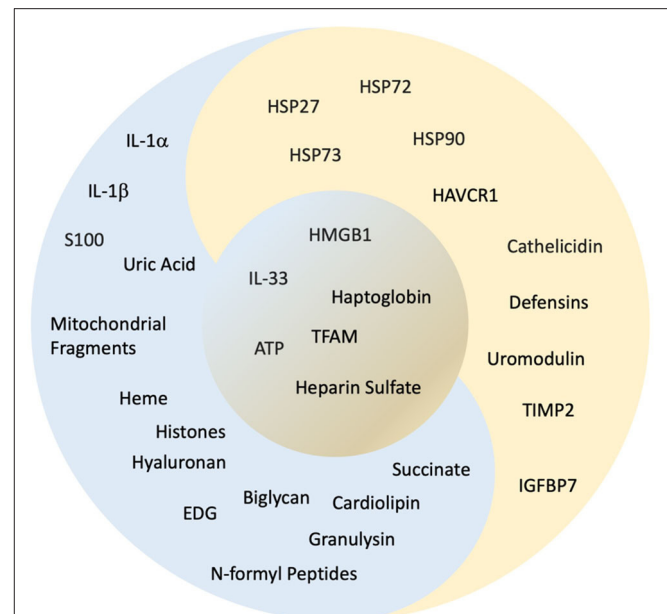 HSP72
HSP27
IL-1α
HSP90
HSP73
IL-1β
HAVCR1
S100
HMGB1
Cathelicidin
Uric Acid
IL-33
Haptoglobin
Defensins
Mitochondrial
Fragments
TFAM
ATP
Uromodulin
Heparin Sulfate
Heme
TIMP2
Histones
Hyaluronan
Succinate
IGFBP7
Biglycan
Cardiolipin
EDG
Granulysin
N-formyl Peptides